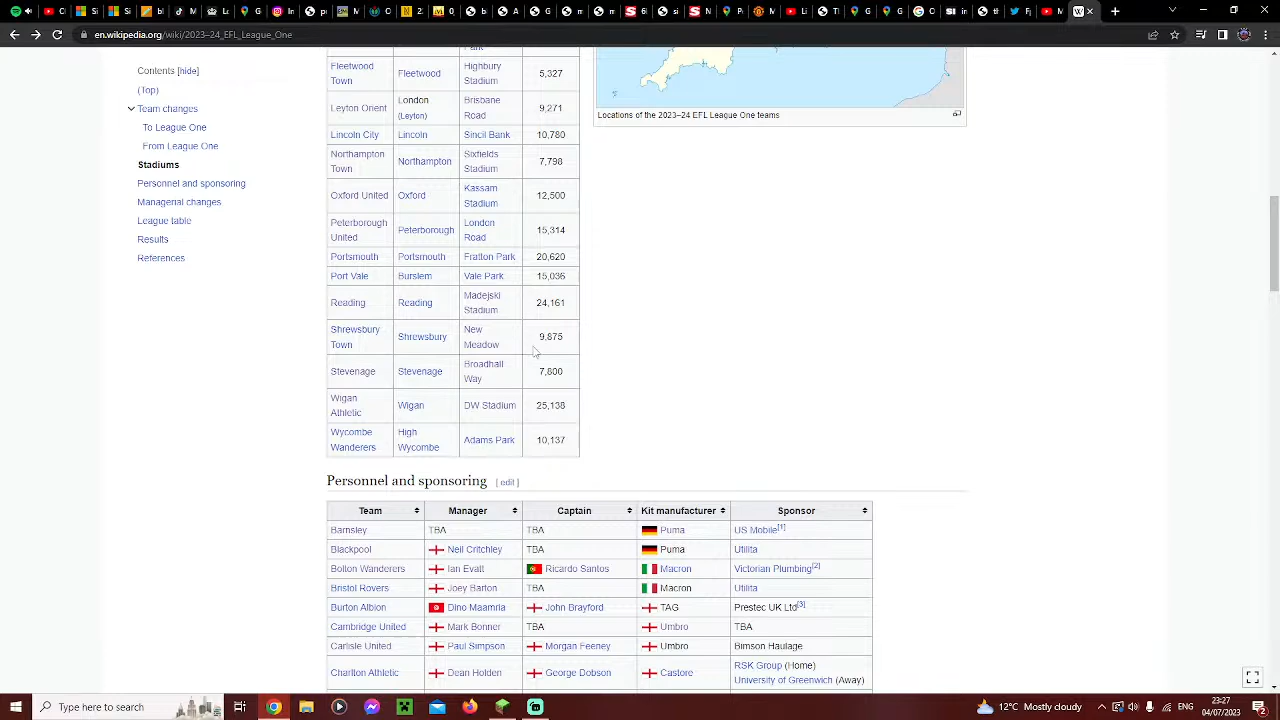 en.wikipedia.org/wiki/2023–24_EFL_League_One
Contents [hide]
(Top)
Team changes
To League One
From League One
Stadiums
Personnel and sponsoring
Managerial changes
League table
Results
References
Park
Fleetwood Town Fleetwood Highbury Stadium 5,327
Leyton Orient London (Leyton) Brisbane Road 9,271
Lincoln City Lincoln Sincil Bank 10,780
Northampton Town Northampton Sixfields Stadium 7,798
Oxford United Oxford Kassam Stadium 12,500
Peterborough United Peterborough London Road 15,314
Portsmouth Portsmouth Fratton Park 20,620
Port Vale Burslem Vale Park 15,036
Reading Reading Madejski Stadium 24,161
Shrewsbury Town Shrewsbury New Meadow 9,875
Stevenage Stevenage Broadhall Way 7,800
Wigan Athletic Wigan DW Stadium 25,138
Wycombe Wanderers High Wycombe Adams Park 10,137
Locations of the 2023–24 EFL League One teams
Personnel and sponsoring [ edit ]
Team Manager Captain Kit manufacturer Sponsor
Barnsley TBA TBA Puma US Mobile[1]
Blackpool Neil Critchley TBA Puma Utilita
Bolton Wanderers Ian Evatt Ricardo Santos Macron Victorian Plumbing[2]
Bristol Rovers Joey Barton TBA Macron Utilita
Burton Albion Dino Maamria John Brayford TAG Prestec UK Ltd[3]
Cambridge United Mark Bonner TBA Umbro TBA
Carlisle United Paul Simpson Morgan Feeney Umbro Bimson Haulage
Charlton Athletic Dean Holden George Dobson Castore RSK Group (Home)
University of Greenwich (Away)
Type here to search
12°C Mostly cloudy
ENG
23:27
04/07/2023